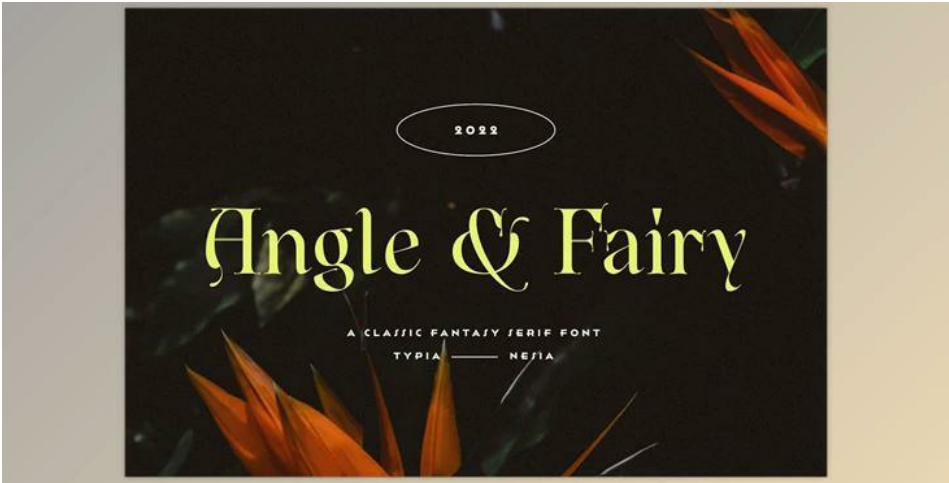 2022
Angle & Fairy
A CLASSIC FANTASY SERIF FONT
TYPIA — NESIA